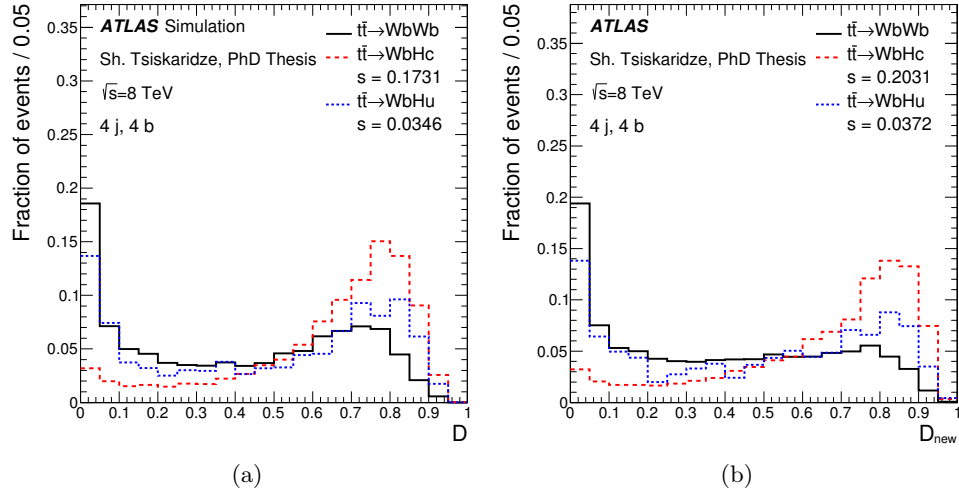 Fraction of events / 0.05
ATLAS Simulation
Sh. Tsiskaridze, PhD Thesis
√s=8 TeV
4 j, 4 b
tt̄→WbWb
tt̄→WbHc
s = 0.1731
tt̄→WbHu
s = 0.0346
0.35
0.3
0.25
0.2
0.15
0.1
0.05
0
0 0.1 0.2 0.3 0.4 0.5 0.6 0.7 0.8 0.9 1
D
(a)
Fraction of events / 0.05
ATLAS Simulation
Sh. Tsiskaridze, PhD Thesis
√s=8 TeV
4 j, 4 b
tt̄→WbWb
tt̄→WbHc
s = 0.2031
tt̄→WbHu
s = 0.0372
0.35
0.3
0.25
0.2
0.15
0.1
0.05
0
0 0.1 0.2 0.3 0.4 0.5 0.6 0.7 0.8 0.9 1
D_new
(b)